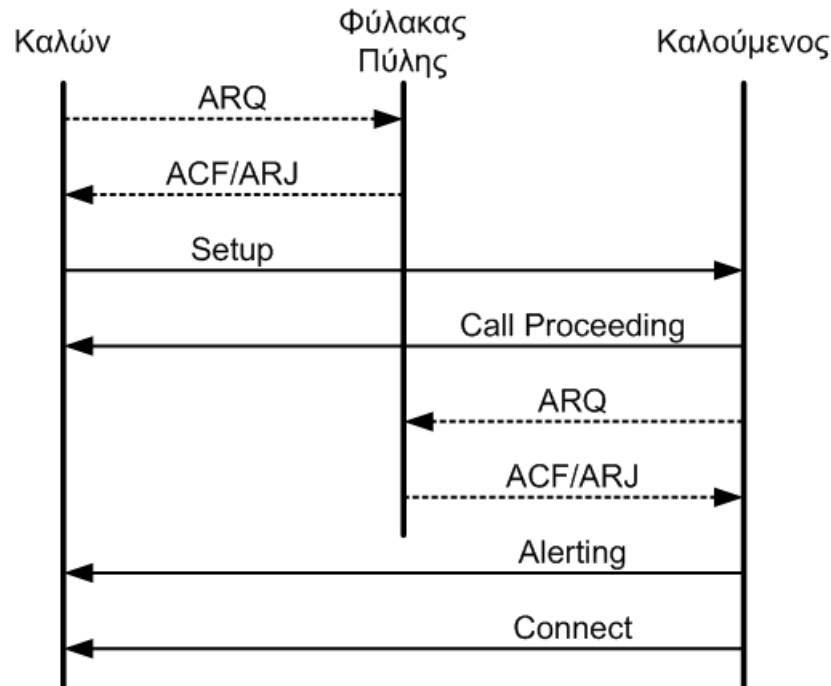 Καλών
Φύλακας
Πύλης
Καλούμενος
ARQ
ACF/ARJ
Setup
Call Proceeding
ARQ
ACF/ARJ
Alerting
Connect